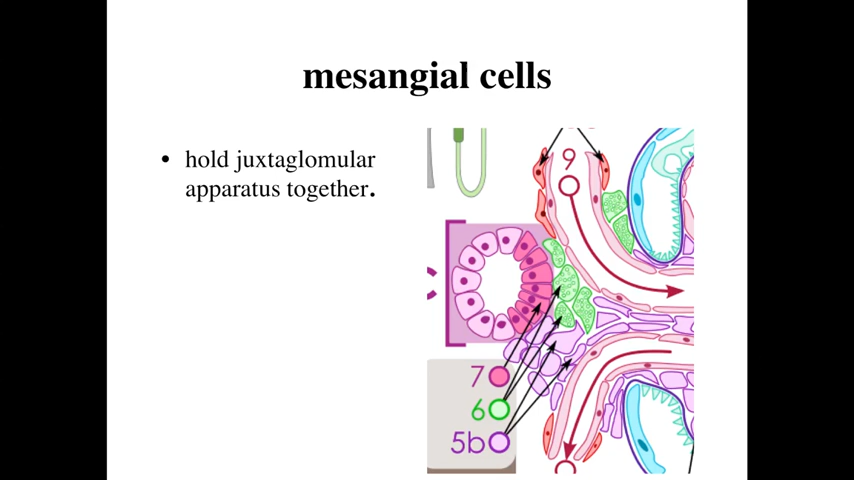 mesangial cells
• hold juxtaglomular
apparatus together.
9
7
6
5b